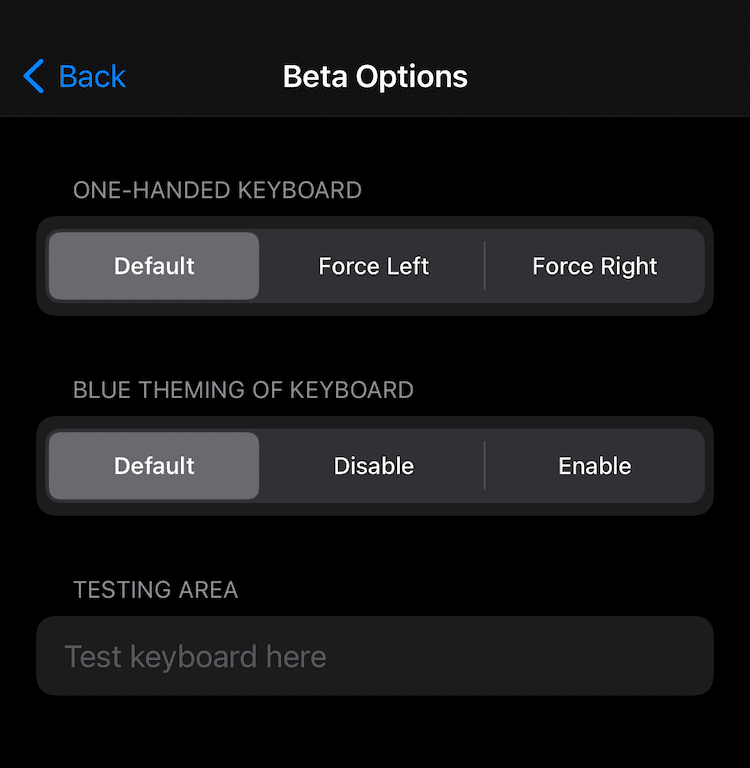 Back
Beta Options
ONE-HANDED KEYBOARD
Default Force Left Force Right
BLUE THEMING OF KEYBOARD
Default Disable Enable
TESTING AREA
Test keyboard here